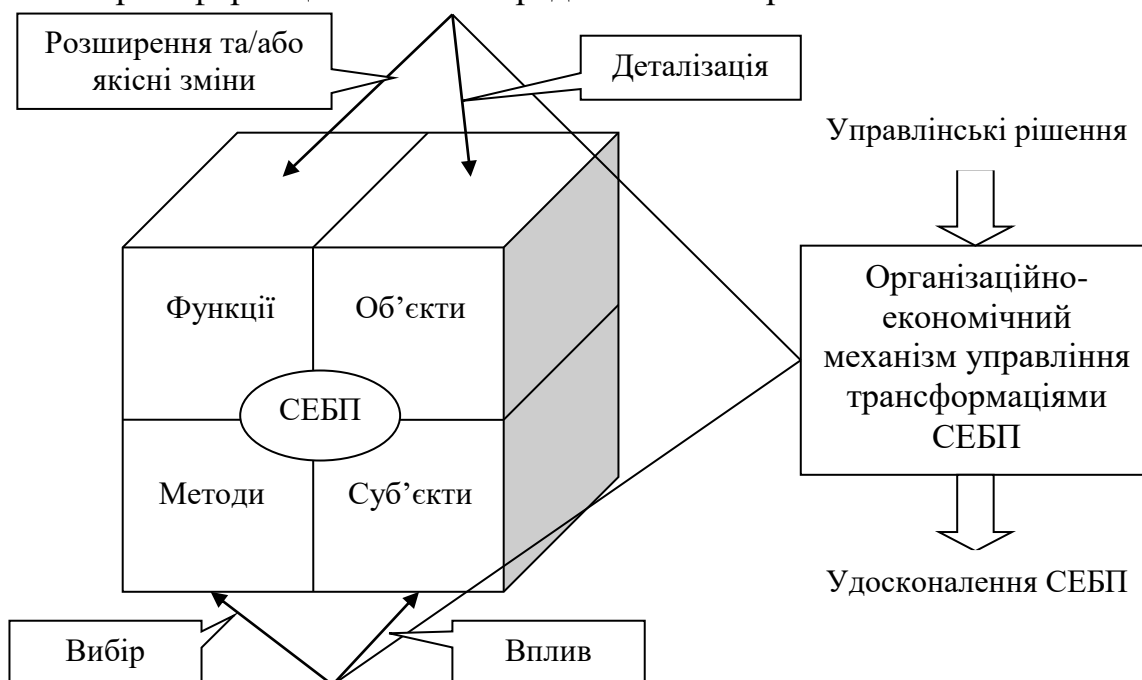 Розширення та/або
якісні зміни
Деталізація
Управлінські рішення
Функції
Об’єкти
СЕБП
Методи
Суб’єкти
Організаційно-
економічний
механізм управління
трансформаціями
СЕБП
Удосконалення СЕБП
Вибір
Вплив